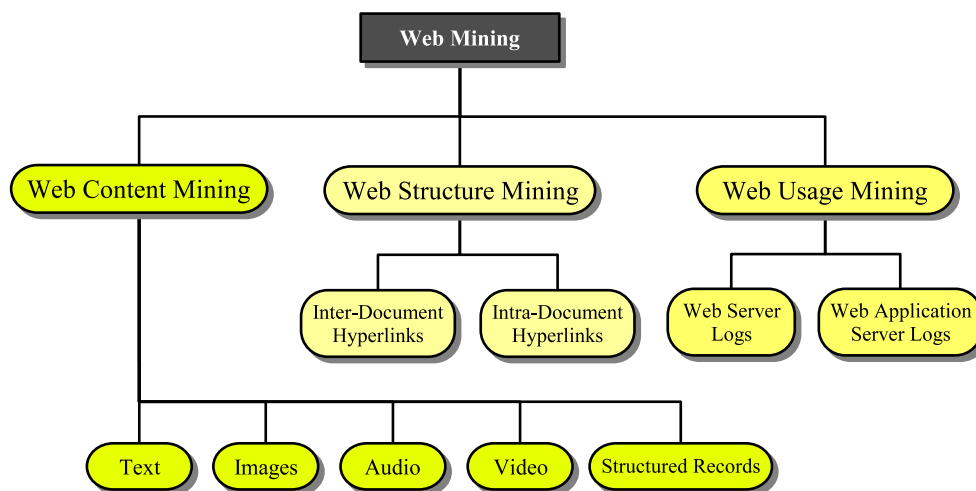 Web Mining
Web Content Mining
Web Structure Mining
Web Usage Mining
Inter-Document
Hyperlinks
Intra-Document
Hyperlinks
Web Server
Logs
Web Application
Server Logs
Text
Images
Audio
Video
Structured Records